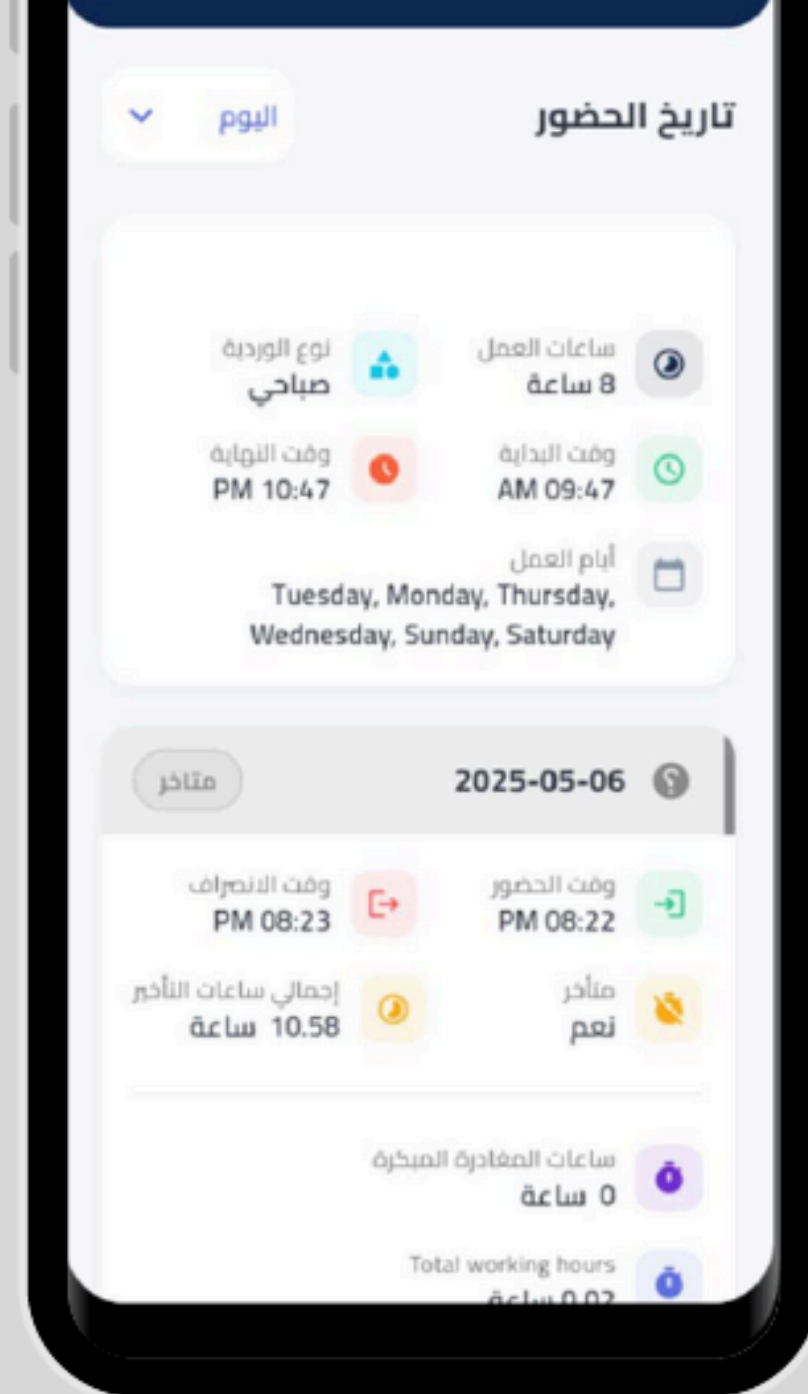 تاريخ الحضور
اليوم
ساعات العمل
8 ساعة
نوع الوردية
صباحي
وقت البداية
09:47 AM
وقت النهاية
10:47 PM
أيام العمل
Tuesday, Monday, Thursday,
Wednesday, Sunday, Saturday
2025-05-06
متاخر
وقت الحضور
08:22 PM
وقت الانصراف
08:23 PM
متأخر
نعم
إجمالي ساعات التأخير
10.58 ساعة
ساعات المغادرة المبكرة
0 ساعة
Total working hours
0.02 ساعة